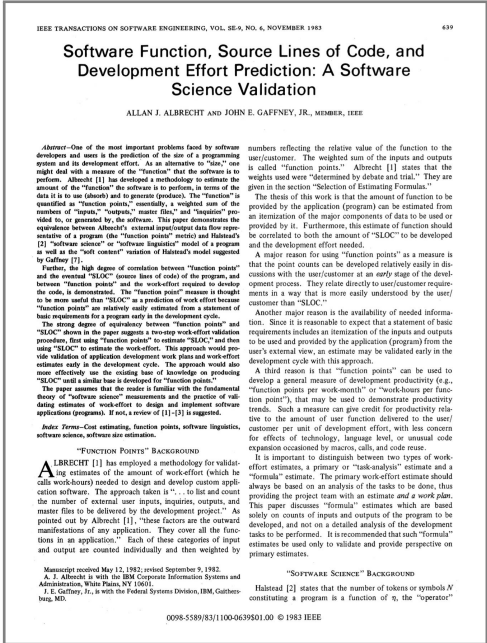 IEEE TRANSACTIONS ON SOFTWARE ENGINEERING, VOL. SE-9, NO. 6, NOVEMBER 1983 639
Software Function, Source Lines of Code, and
Development Effort Prediction: A Software
Science Validation
ALLAN J. ALBRECHT AND JOHN E. GAFFNEY, JR., MEMBER, IEEE
Abstract—One of the most important problems faced by software
developers and users is the prediction of the size of a programming
system and its development effort. As an alternative to "size," one
might deal with a measure of the "function" that the software is to
perform. Albrecht [1] has developed a methodology to estimate the
amount of the "function" the software is to perform, in terms of the
data it is to use (absorb) and to generate (produce). The "function" is
quantified as "function points," essentially, a weighted sum of the
numbers of "inputs," "outputs," master files," and "inquiries" pro-
vided to, or generated by, the software. This paper demonstrates the
equivalence between Albrecht's external input/output data flow repre-
sentative of a program (the "function points" metric) and Halstead's
[2] "software science" or "software linguistics" model of a program
as well as the "soft content" variation of Halstead's model suggested
by Gaffney [7].
Further, the high degree of correlation between "function points"
and the eventual "SLOC" (source lines of code) of the program, and
between "function points" and the work-effort required to develop
the code, is demonstrated. The "function point" measure is thought
to be more useful than "SLOC" as a prediction of work effort because
"function points" are relatively easily estimated from a statement of
basic requirements for a program early in the development cycle.
The strong degree of equivalency between "function points" and
"SLOC" shown in the paper suggests a two-step work-effort validation
procedure, first using "function points" to estimate "SLOC," and then
using "SLOC" to estimate the work-effort. This approach would pro-
vide validation of application development work plans and work-effort
estimates early in the development cycle. The approach would also
more effectively use the existing base of knowledge on producing
"SLOC" until a similar base is developed for "function points."
The paper assumes that the reader is familiar with the fundamental
theory of "software science" measurements and the practice of vali-
dating estimates of work-effort to design and implement software
applications (programs). If not, a review of [1]-[3] is suggested.
Index Terms—Cost estimating, function points, software linguistics,
software science, software size estimation.
"FUNCTION POINTS" BACKGROUND
ALBRECHT [1] has employed a methodology for validat-
ing estimates of the amount of work-effort (which he
calls work-hours) needed to design and develop custom appli-
cation software. The approach taken is ". . . to list and count
the number of external user inputs, inquiries, outputs, and
master files to be delivered by the development project." As
pointed out by Albrecht [1], "these factors are the outward
manifestations of any application. They cover all the func-
tions in an application." Each of these categories of input
and output are counted individually and then weighted by
Manuscript received May 12, 1982; revised September 9, 1982.
A. J. Albrecht is with the IBM Corporate Information Systems and
Administration, White Plains, NY 10601.
J. E. Gaffney, Jr., is with the Federal Systems Division, IBM, Gaithers-
burg, MD.
numbers reflecting the relative value of the function to the
user/customer. The weighted sum of the inputs and outputs
is called "function points." Albrecht [1] states that the
weights used were "determined by debate and trial." They are
given in the section "Selection of Estimating Formulas."
The thesis of this work is that the amount of function to be
provided by the application (program) can be estimated from
an itemization of the major components of data to be used or
provided by it. Furthermore, this estimate of function should
be correlated to both the amount of "SLOC" to be developed
and the development effort needed.
A major reason for using "function points" as a measure is
that the point counts can be developed relatively easily in dis-
cussions with the user/customer at an early stage of the devel-
opment process. They relate directly to user/customer require-
ments in a way that is more easily understood by the user/
customer than "SLOC."
Another major reason is the availability of needed informa-
tion. Since it is reasonable to expect that a statement of basic
requirements includes an itemization of the inputs and outputs
to be used and provided by the application (program) from the
user's external view, an estimate may be validated early in the
development cycle with this approach.
A third reason is that "function points" can be used to
develop a general measure of development productivity (e.g.,
"function points per work-month" or "work-hours per func-
tion point"), that may be used to demonstrate productivity
trends. Such a measure can give credit for productivity rela-
tive to the amount of user function delivered to the user/
customer per unit of development effort, with less concern
for effects of technology, language level, or unusual code
expansion occasioned by macros, calls, and code reuse.
It is important to distinguish between two types of work-
effort estimates, a primary or "task-analysis" estimate and a
"formula" estimate. The primary work-effort estimate should
always be based on an analysis of the tasks to be done, thus
providing the project team with an estimate and a work plan.
This paper discusses "formula" estimates which are based
solely on counts of inputs and outputs of the program to be
developed, and not on a detailed analysis of the development
tasks to be performed. It is recommended that such "formula"
estimates be used only to validate and provide perspective on
primary estimates.
"SOFTWARE SCIENCE" BACKGROUND
Halstead [2] states that the number of tokens or symbols N
constituting a program is a function of η, the "operator"
0098-5589/83/1100-0639$01.00 © 1983 IEEE